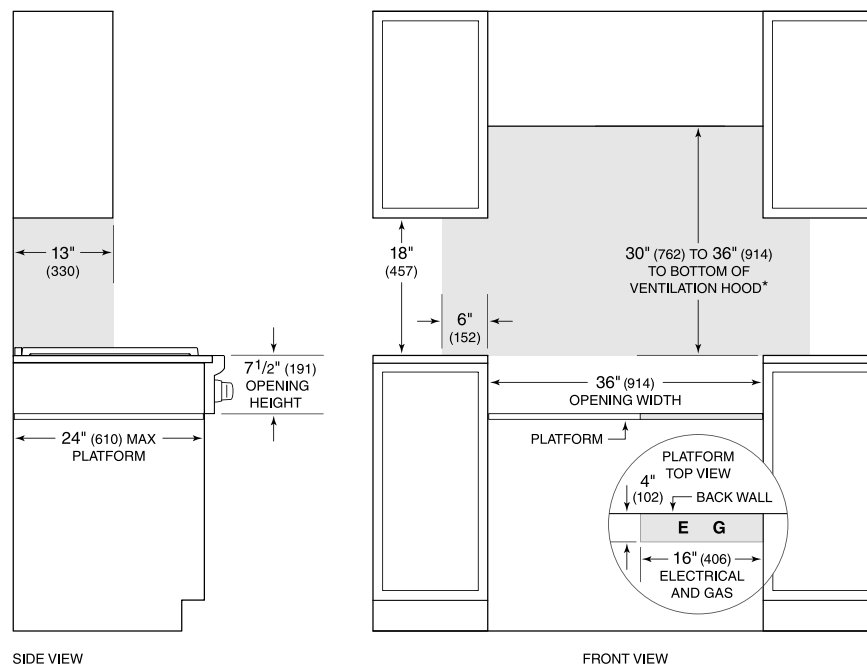 13"
(330)
7 1/2" (191)
OPENING
HEIGHT
24" (610) MAX
PLATFORM
SIDE VIEW
18"
(457)
30" (762) TO 36" (914)
TO BOTTOM OF
VENTILATION HOOD*
6"
(152)
36" (914)
OPENING WIDTH
PLATFORM
PLATFORM
TOP VIEW
4"
(102)
BACK WALL
E G
16" (406)
ELECTRICAL
AND GAS
FRONT VIEW